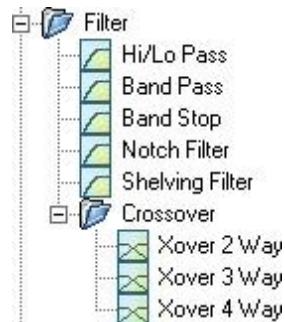 Filter
Hi/Lo Pass
Band Pass
Band Stop
Notch Filter
Shelving Filter
Crossover
Xover 2 Way
Xover 3 Way
Xover 4 Way